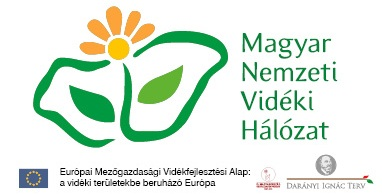 Magyar
Nemzeti
Vidéki
Hálózat
Európai Mezőgazdasági Vidékfejlesztési Alap:
a vidéki területekbe beruházó Európa
DARÁNYI IGNÁC TERV